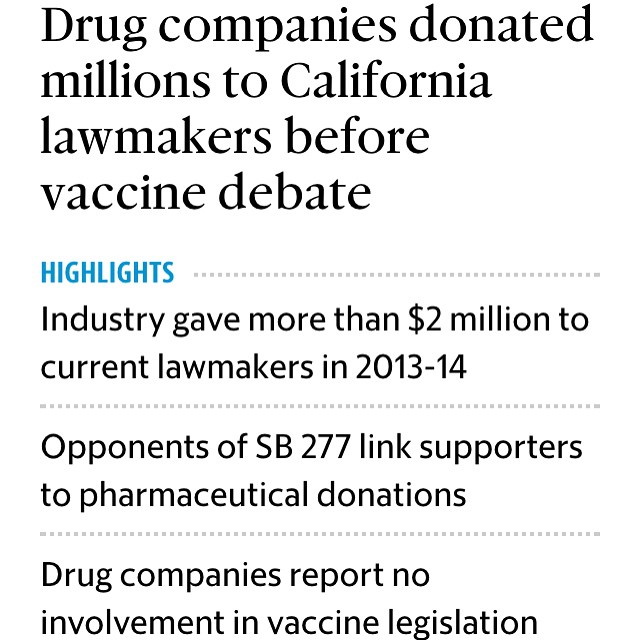 Drug companies donated
millions to California
lawmakers before
vaccine debate
HIGHLIGHTS
Industry gave more than $2 million to
current lawmakers in 2013-14
Opponents of SB 277 link supporters
to pharmaceutical donations
Drug companies report no
involvement in vaccine legislation